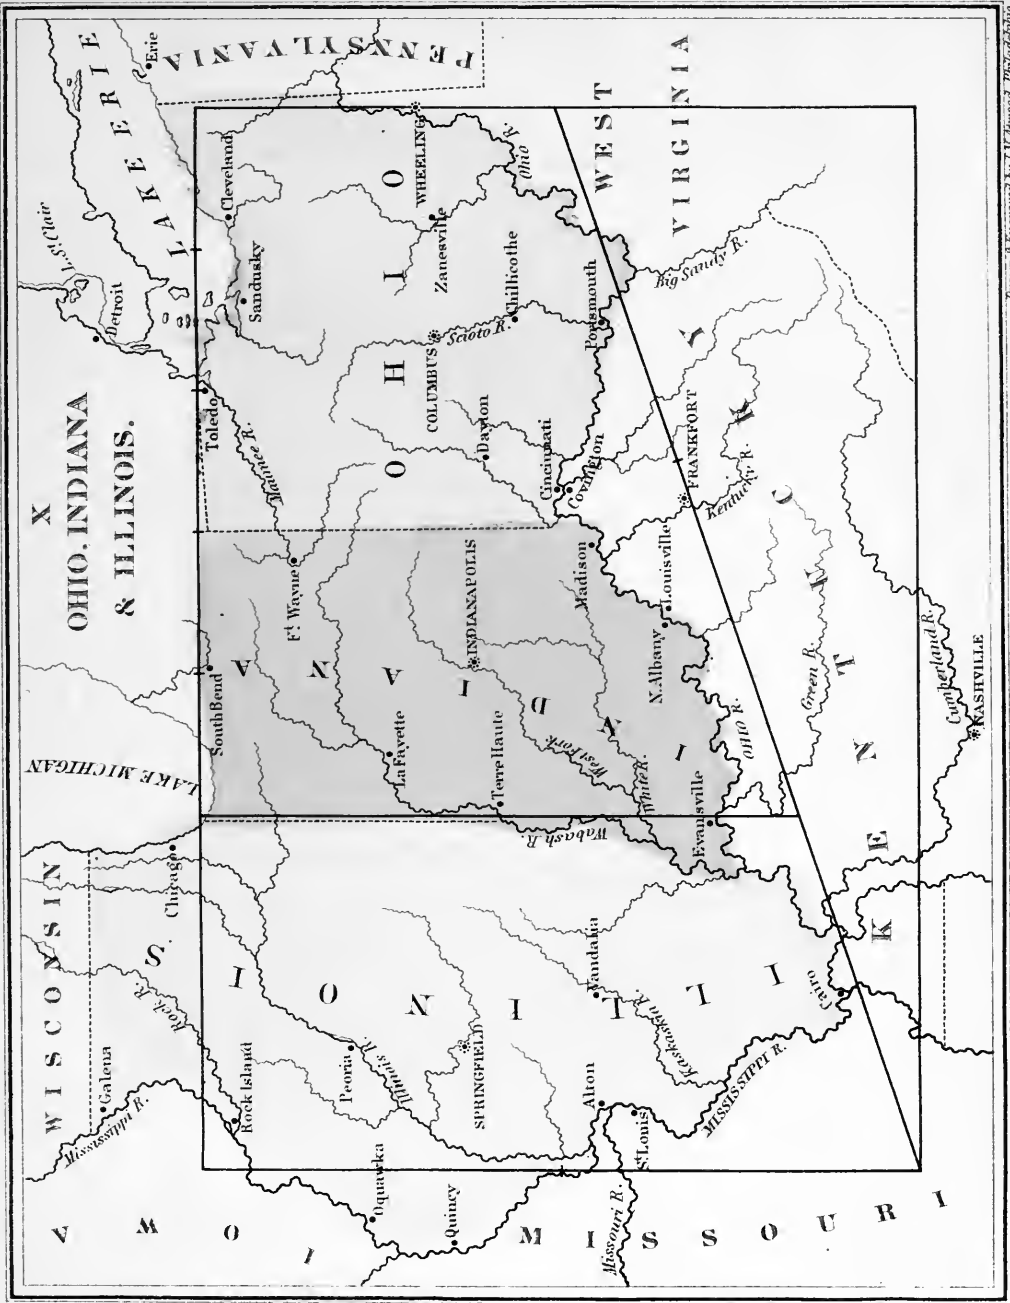 X
OHIO. INDIANA
& ILLINOIS.
WISCONSIN
LAKE MICHIGAN
L. St. Clair
Detroit
LAKE ERIE
Erie
PENNSYLVANIA
Galena
Mississippi R.
Rock R.
Chicago
South Bend
Toledo
Maumee R.
Sandusky
Cleveland
IOWA
Rock Island
Oquawka
Quincy
Peoria
Illinois R.
SPRINGFIELD
ILLINOIS
Vandalia
Kaskaskia R.
Alton
St. Louis
Missouri R.
MISSOURI
MISSISSIPPI R.
Cairo
Ft. Wayne
INDIANA
La Fayette
Terre Haute
INDIANAPOLIS
West Fork
White R.
Wabash R.
Evansville
Madison
N. Albany
OHIO
COLUMBUS
Scioto R.
Chillicothe
Zanesville
WHEELING
Dayton
Cincinnati
Covington
Portsmouth
Ohio R.
WEST
VIRGINIA
Big Sandy R.
Louisville
FRANKFORT
Kentucky R.
OHIO R.
Green R.
KENTUCKY
Cumberland R.
NASHVILLE